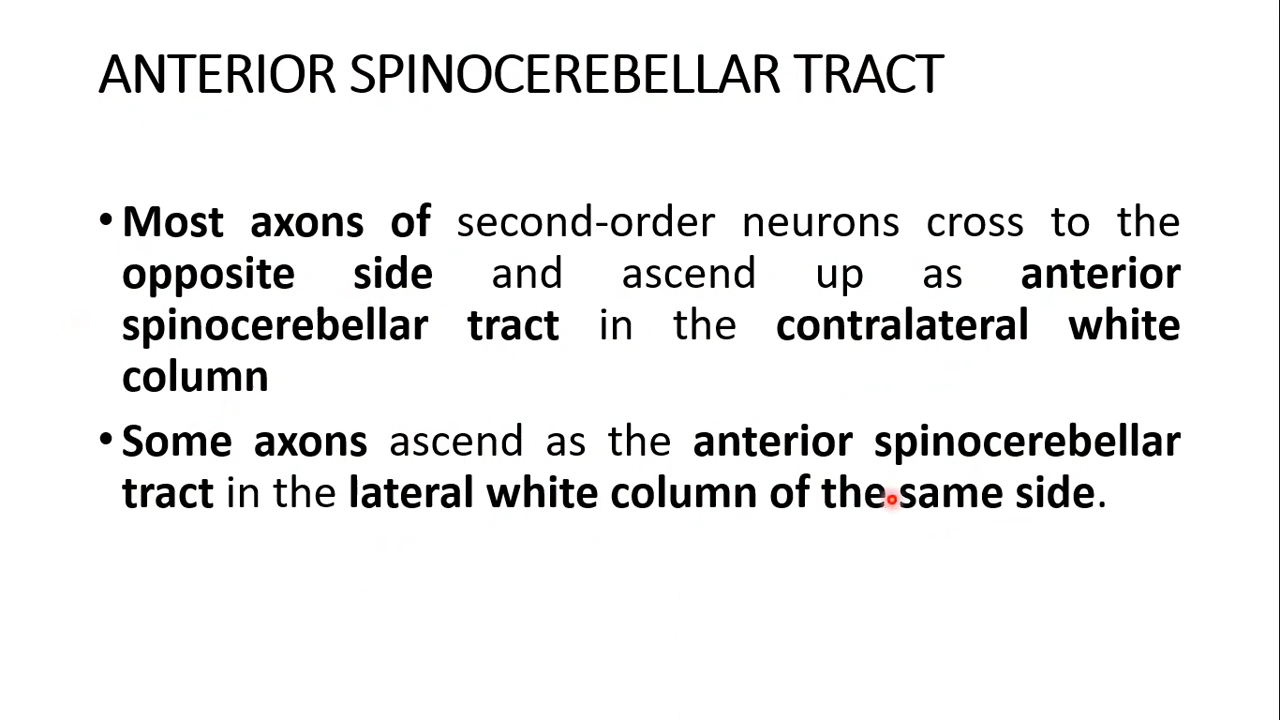 ANTERIOR SPINOCEREBELLAR TRACT
• Most axons of second-order neurons cross to the
opposite side and ascend up as anterior
spinocerebellar tract in the contralateral white
column
• Some axons ascend as the anterior spinocerebellar
tract in the lateral white column of the same side.